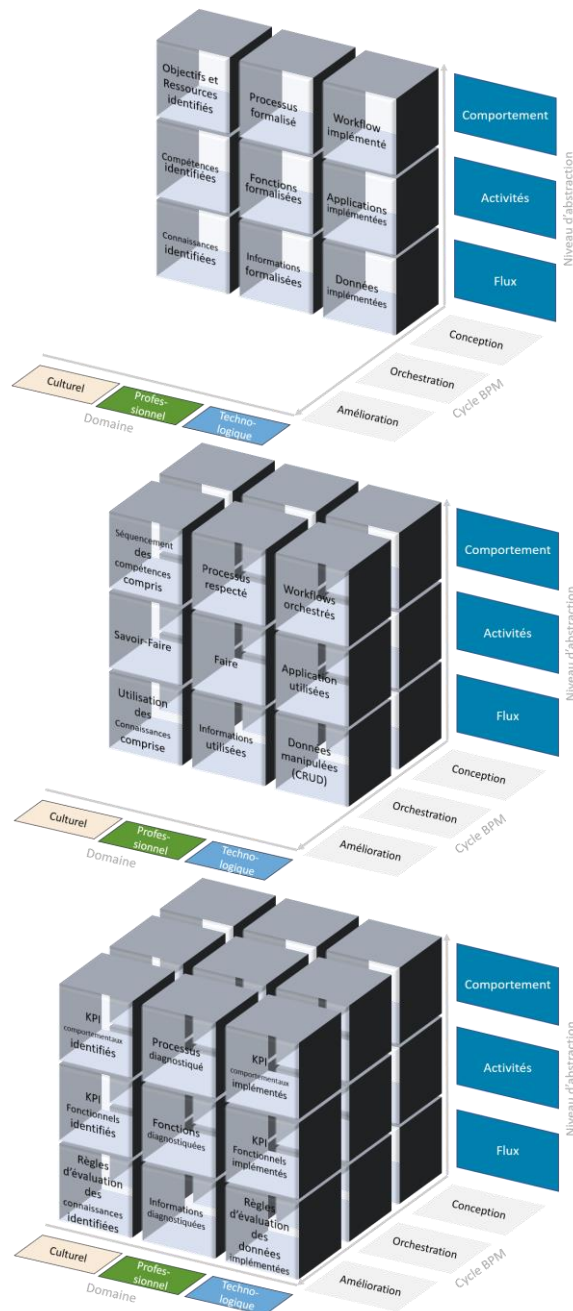 Objectifs et
Ressources
identifiés
Processus
formalisé
Workflow
implémenté
Compétences
identifiées
Fonctions
formalisées
Applications
implémentées
Connaissances
identifiées
Informations
formalisées
Données
implémentées
Comportement
Activités
Flux
Niveau d'abstraction
Conception
Orchestration
Amélioration
Cycle BPM
Culturel
Profes-
sionnel
Techno-
logique
Domaine
Séquencement
des
compétences
compris
Processus
respecté
Workflows
orchestrés
Savoir-Faire
Faire
Application
utilisées
Utilisation
des
Connaissances
comprise
Informations
utilisées
Données
manipulées
(CRUD)
Comportement
Activités
Flux
Niveau d'abstraction
Conception
Orchestration
Amélioration
Cycle BPM
Culturel
Profes-
sionnel
Techno-
logique
Domaine
KPI
comportementaux
identifiés
Processus
diagnostiqué
KPI
comportementaux
implémentés
KPI
Fonctionnels
identifiés
Fonctions
diagnostiquées
KPI
Fonctionnels
implémentés
Règles
d'évaluation
des
connaissances
identifiées
Informations
diagnostiquées
Règles
d'évaluation
des
données
implémentées
Comportement
Activités
Flux
Niveau d'abstraction
Conception
Orchestration
Amélioration
Cycle BPM
Culturel
Profes-
sionnel
Techno-
logique
Domaine